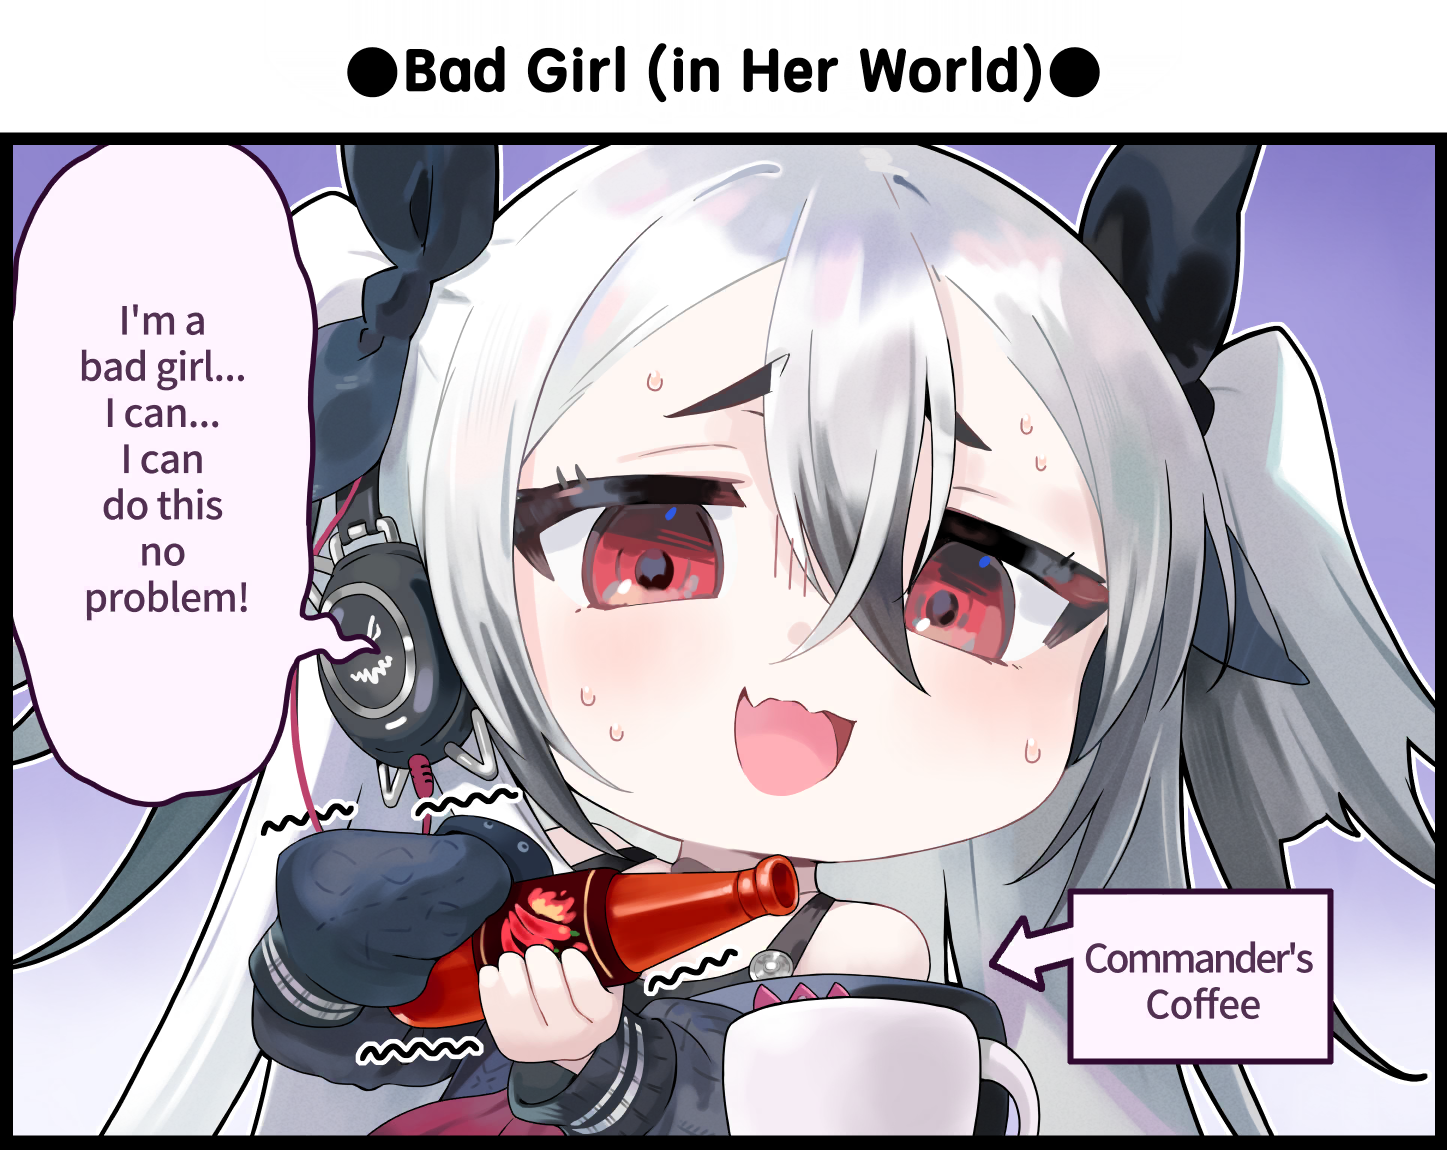 ●Bad Girl (in Her World)●
I'm a
bad girl...
I can...
I can
do this
no
problem!
Commander's
Coffee